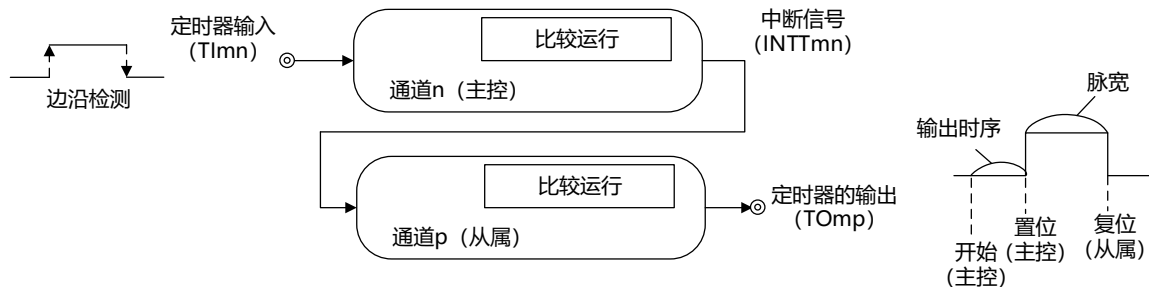 定时器输入
（TImn）
边沿检测
比较运行
通道n（主控）
中断信号
（INTTmn）
比较运行
通道p（从属）
定时器的输出
（TOmp）
脉宽
输出时序
开始
（主控）
置位
（主控）
复位
（从属）